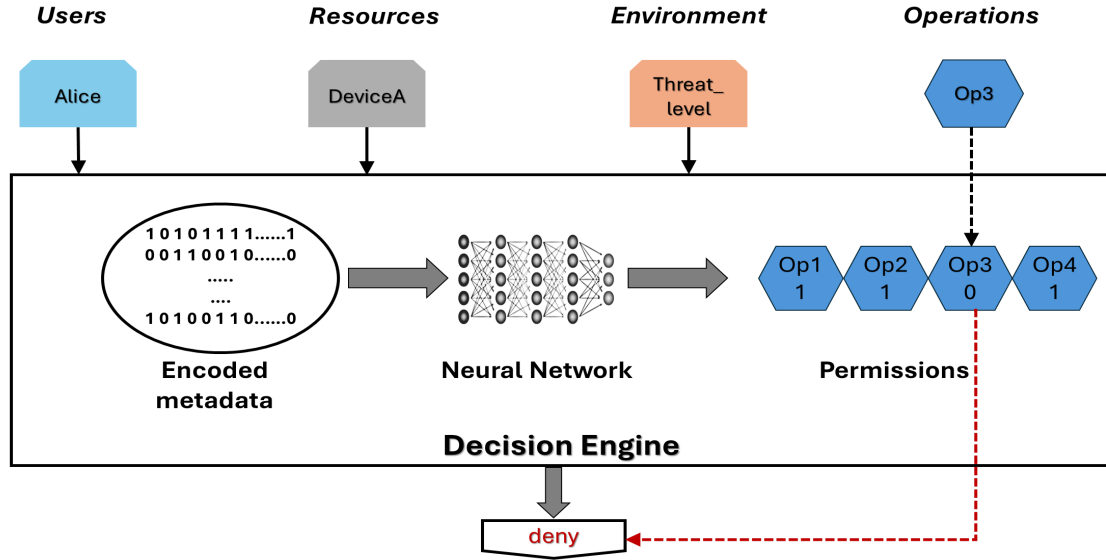 Users
Resources
Environment
Operations
Alice
DeviceA
Threat_
level
Op3
1 0 1 0 1 1 1 1......1
0 0 1 1 0 0 1 0......0
.....
....
1 0 1 0 0 1 1 0......0
Op1
1
Op2
1
Op3
0
Op4
1
Encoded
metadata
Neural Network
Permissions
Decision Engine
deny